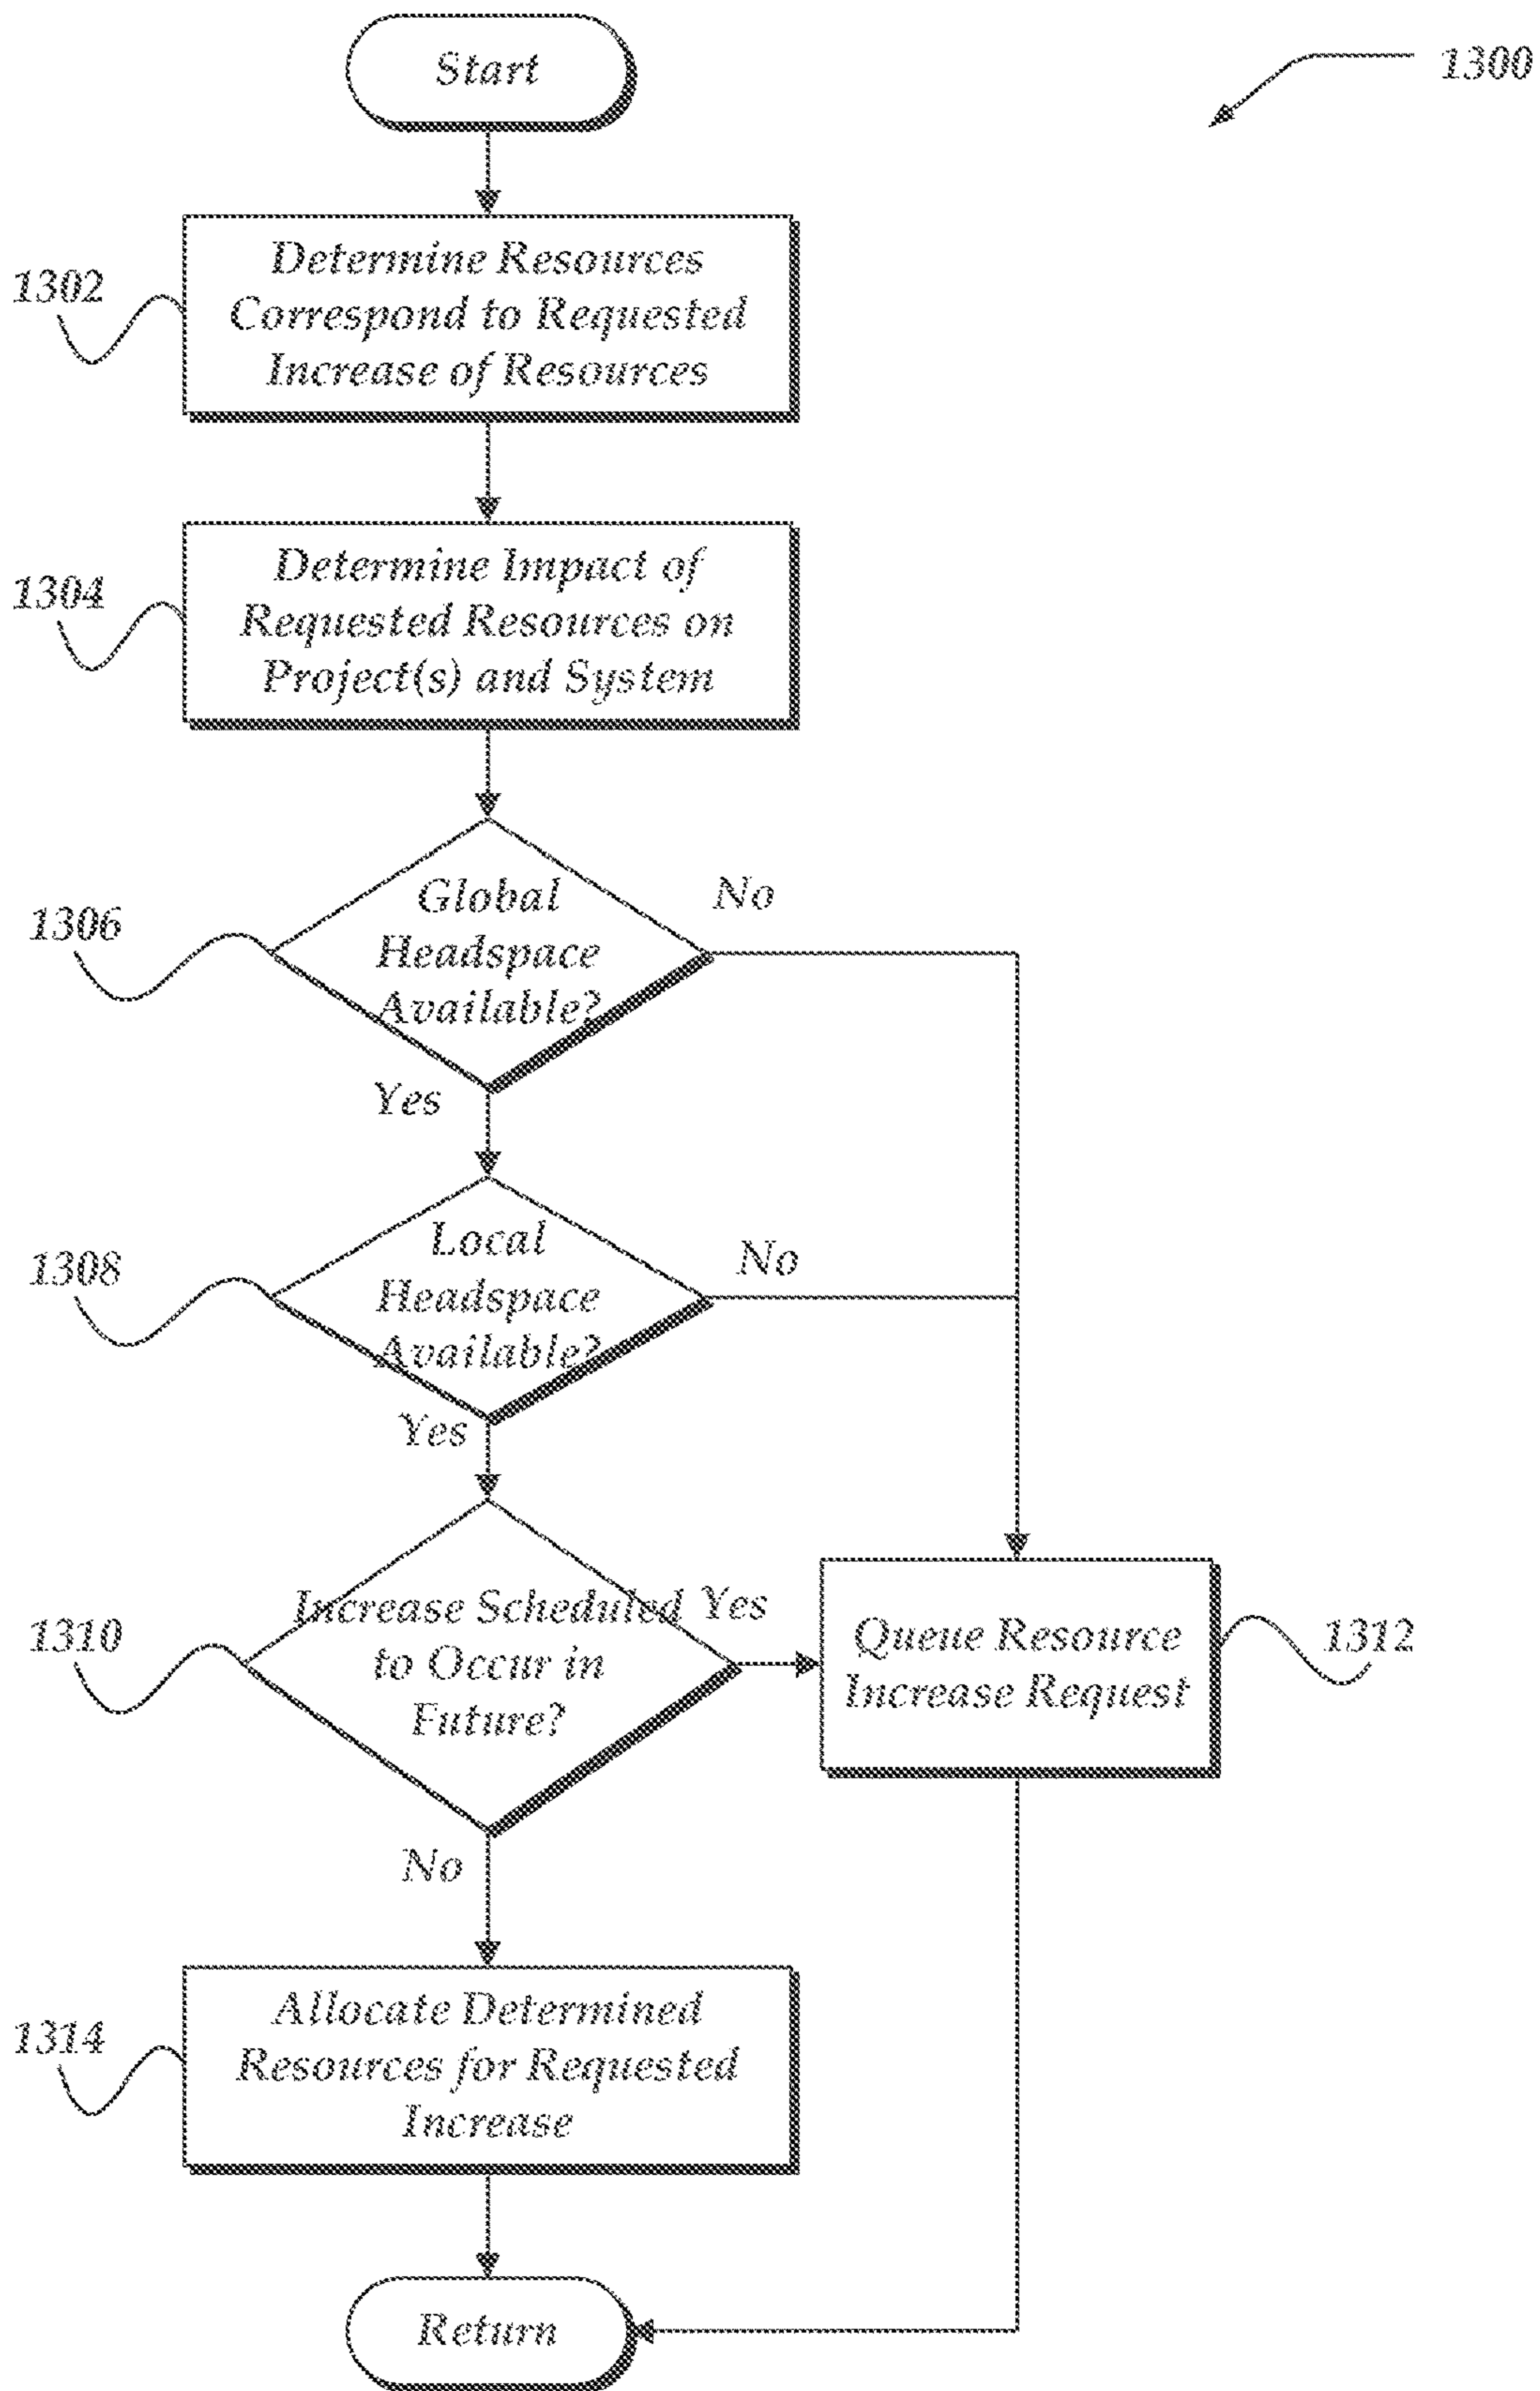 Start
1300
1302
Determine Resources
Correspond to Requested
Increase of Resources
1304
Determine Impact of
Requested Resources on
Project(s) and System
1306
Global
Headspace
Available?
No
Yes
1308
Local
Headspace
Available?
No
Yes
1310
Increase Scheduled
to Occur in
Future?
Yes
Queue Resource
Increase Request
1312
No
1314
Allocate Determined
Resources for Requested
Increase
Return